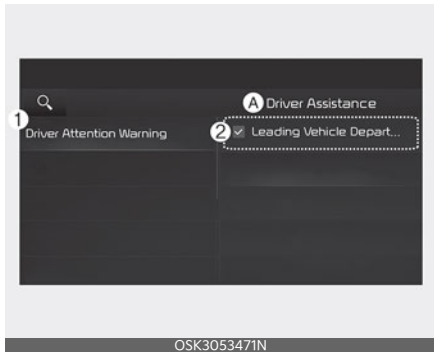 A Driver Assistance
1
Driver Attention Warning
2 Leading Vehicle Depart...
OSK3053471N